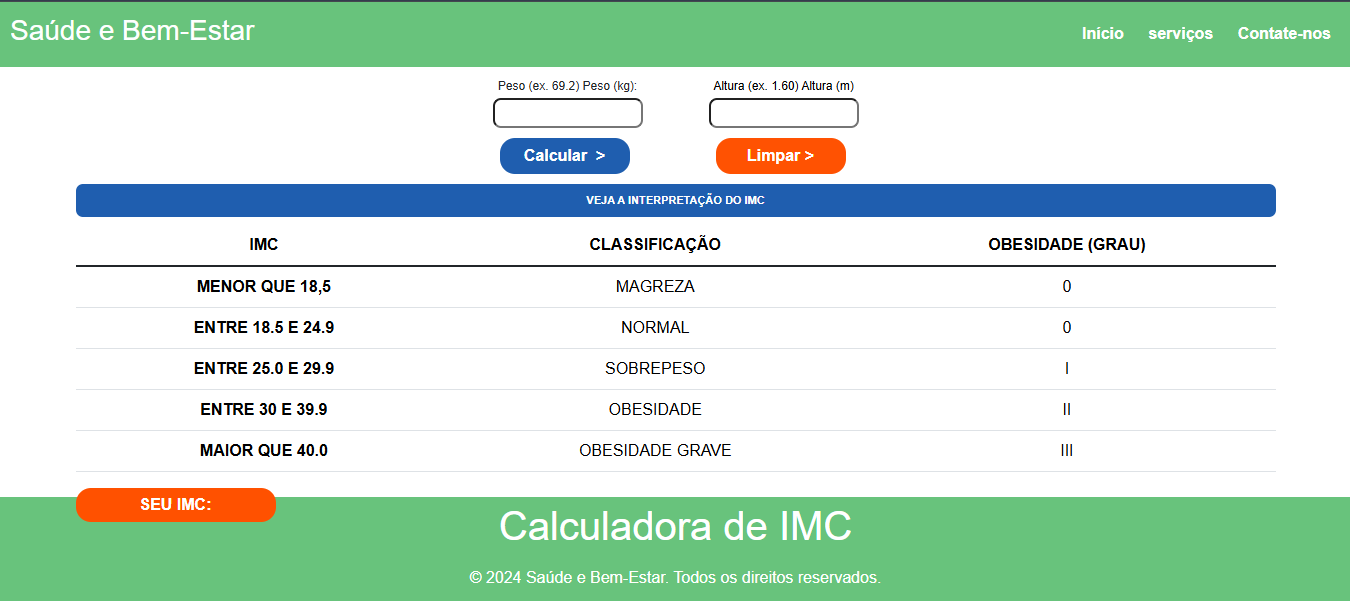 Saúde e Bem-Estar
Início serviços Contate-nos
Peso (ex. 69.2) Peso (kg): Altura (ex. 1.60) Altura (m)
Calcular > Limpar >
VEJA A INTERPRETAÇÃO DO IMC
IMC CLASSIFICAÇÃO OBESIDADE (GRAU)
MENOR QUE 18,5 MAGREZA 0
ENTRE 18.5 E 24.9 NORMAL 0
ENTRE 25.0 E 29.9 SOBREPESO I
ENTRE 30 E 39.9 OBESIDADE II
MAIOR QUE 40.0 OBESIDADE GRAVE III
SEU IMC:
Calculadora de IMC
© 2024 Saúde e Bem-Estar. Todos os direitos reservados.